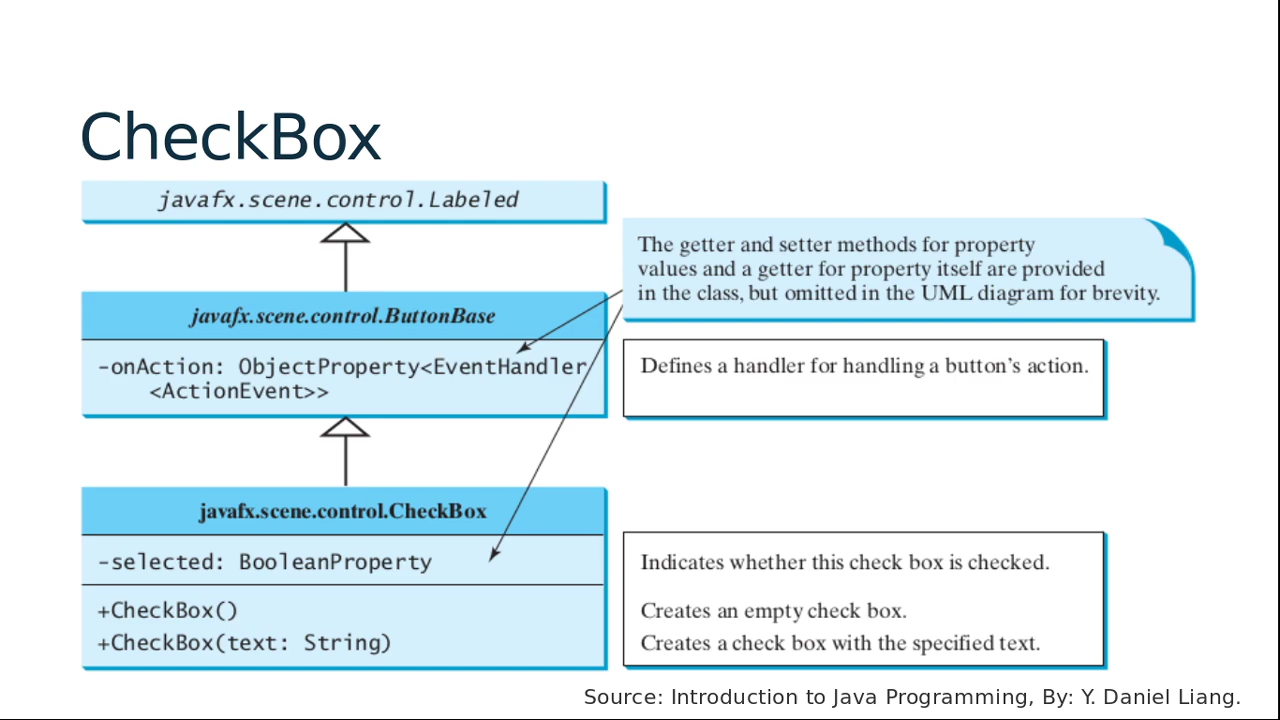 CheckBox
javafx.scene.control.Labeled
The getter and setter methods for property
values and a getter for property itself are provided
in the class, but omitted in the UML diagram for brevity.
javafx.scene.control.ButtonBase
-onAction: ObjectProperty<EventHandler
<ActionEvent>>
Defines a handler for handling a button's action.
javafx.scene.control.CheckBox
-selected: BooleanProperty
Indicates whether this check box is checked.
+CheckBox()
Creates an empty check box.
+CheckBox(text: String)
Creates a check box with the specified text.
Source: Introduction to Java Programming, By: Y. Daniel Liang.